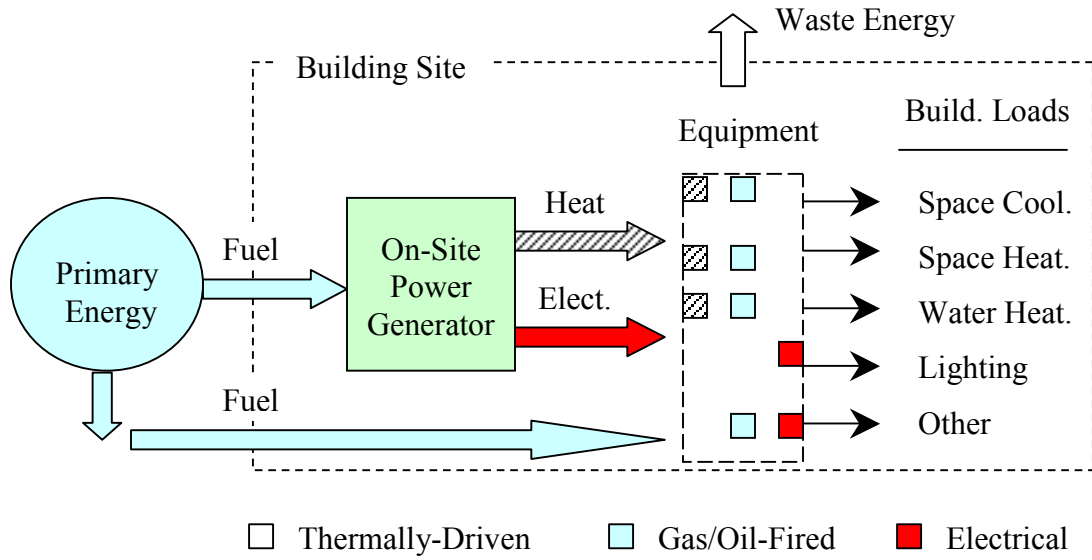 Waste Energy
Building Site
Build. Loads
Equipment
Heat
Space Cool.
Fuel
On-Site
Power
Generator
Space Heat.
Primary
Energy
Elect.
Water Heat.
Lighting
Fuel
Other
Thermally-Driven
Gas/Oil-Fired
Electrical